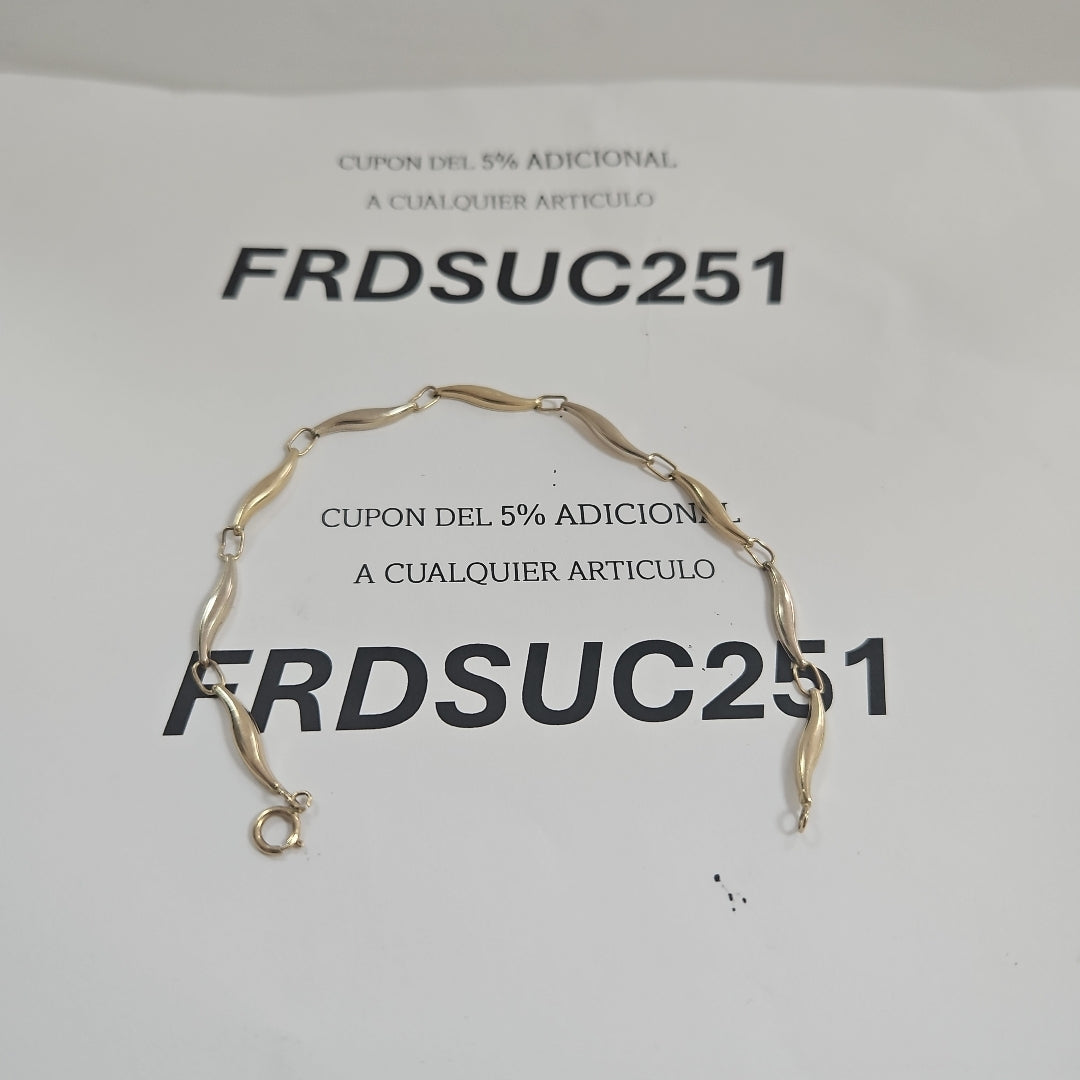 CUPON DEL 5% ADICIONAL
A CUALQUIER ARTICULO
FRDSUC251
CUPON DEL 5% ADICIONAL
A CUALQUIER ARTICULO
FRDSUC251